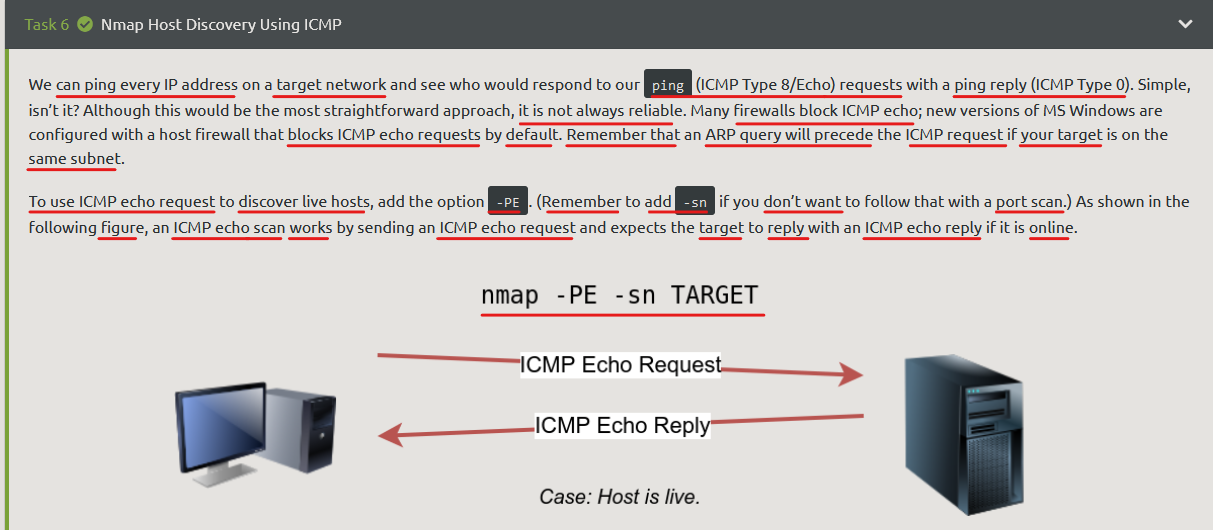 Task 6 Nmap Host Discovery Using ICMP
We can ping every IP address on a target network and see who would respond to our ping (ICMP Type 8/Echo) requests with a ping reply (ICMP Type 0). Simple,
isn’t it? Although this would be the most straightforward approach, it is not always reliable. Many firewalls block ICMP echo; new versions of MS Windows are
configured with a host firewall that blocks ICMP echo requests by default. Remember that an ARP query will precede the ICMP request if your target is on the
same subnet.
To use ICMP echo request to discover live hosts, add the option -PE . (Remember to add -sn if you don’t want to follow that with a port scan.) As shown in the
following figure, an ICMP echo scan works by sending an ICMP echo request and expects the target to reply with an ICMP echo reply if it is online.
nmap -PE -sn TARGET
ICMP Echo Request
ICMP Echo Reply
Case: Host is live.